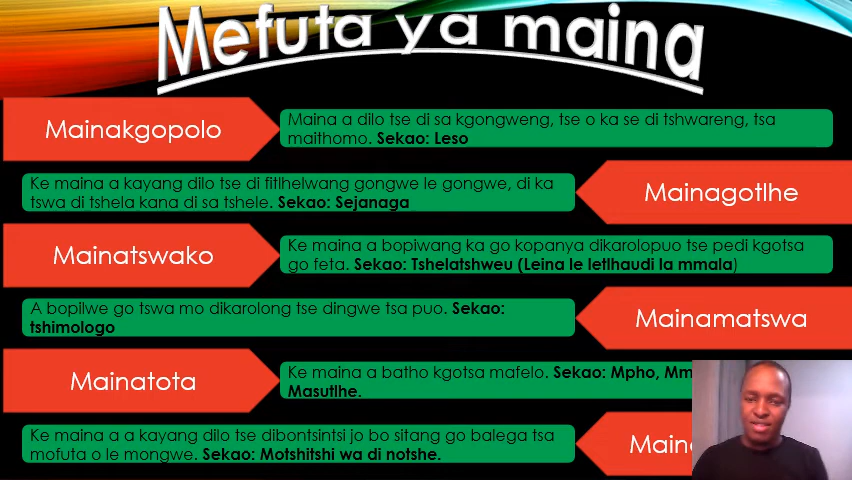 Mefuta ya maina
Mainakgopolo
Maina a dilo tse di sa kgongweng, tse o ka se di tshwareng, tsa
maithomo. Sekao: Leso
Ke maina a kayang dilo tse di fitlhelwang gongwe le gongwe, di ka
tswa di tshela kana di sa tshele. Sekao: Sejanaga
Mainagotlhe
Mainatswako
Ke maina a bopiwang ka go kopanya dikarolopuo tse pedi kgotsa
go feta. Sekao: Tshelatshweu (Leina le letlhaudi la mmala)
A bopilwe go tswa mo dikarolong tse dingwe tsa puo. Sekao:
tshimologo
Mainamatswa
Mainatota
Ke maina a batho kgotsa mafelo. Sekao: Mpho, Mm
Masutlhe.
Ke maina a a kayang dilo tse dibontsintsi jo bo sitang go balega tsa
mofuta o le mongwe. Sekao: Motshitshi wa di notshe.
Main